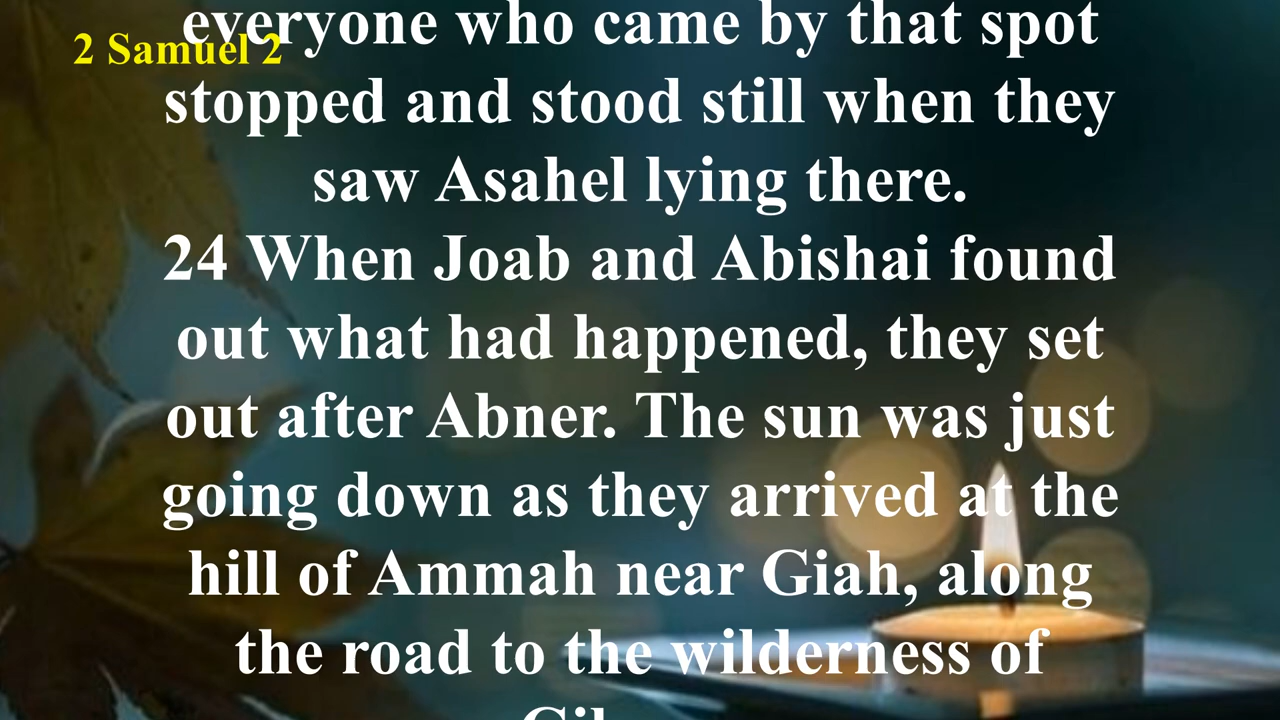 2 Samuel 2
everyone who came by that spot
stopped and stood still when they
saw Asahel lying there.
24 When Joab and Abishai found
out what had happened, they set
out after Abner. The sun was just
going down as they arrived at the
hill of Ammah near Giah, along
the road to the wilderness of